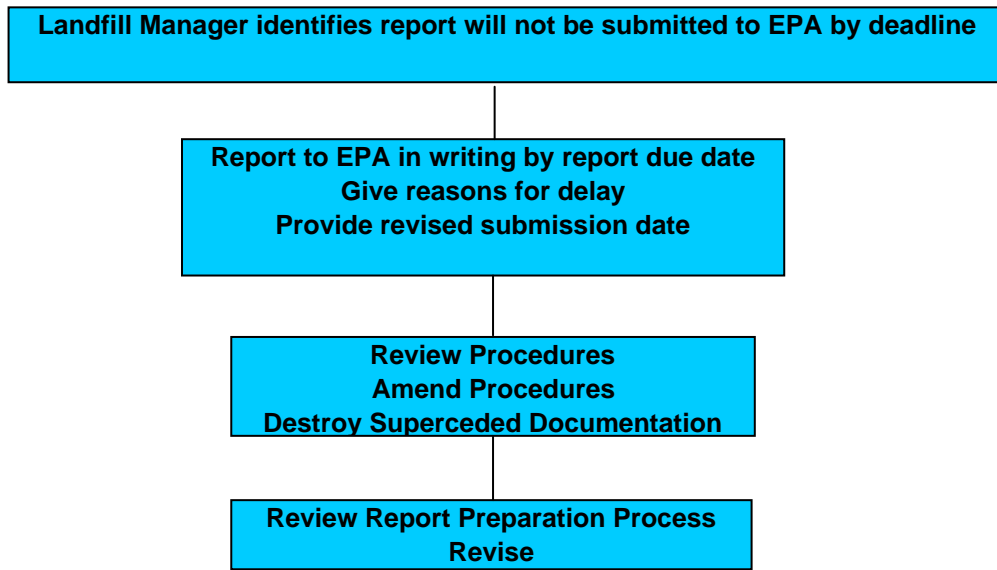 Landfill Manager identifies report will not be submitted to EPA by deadline
Report to EPA in writing by report due date
Give reasons for delay
Provide revised submission date
Review Procedures
Amend Procedures
Destroy Superceded Documentation
Review Report Preparation Process
Revise